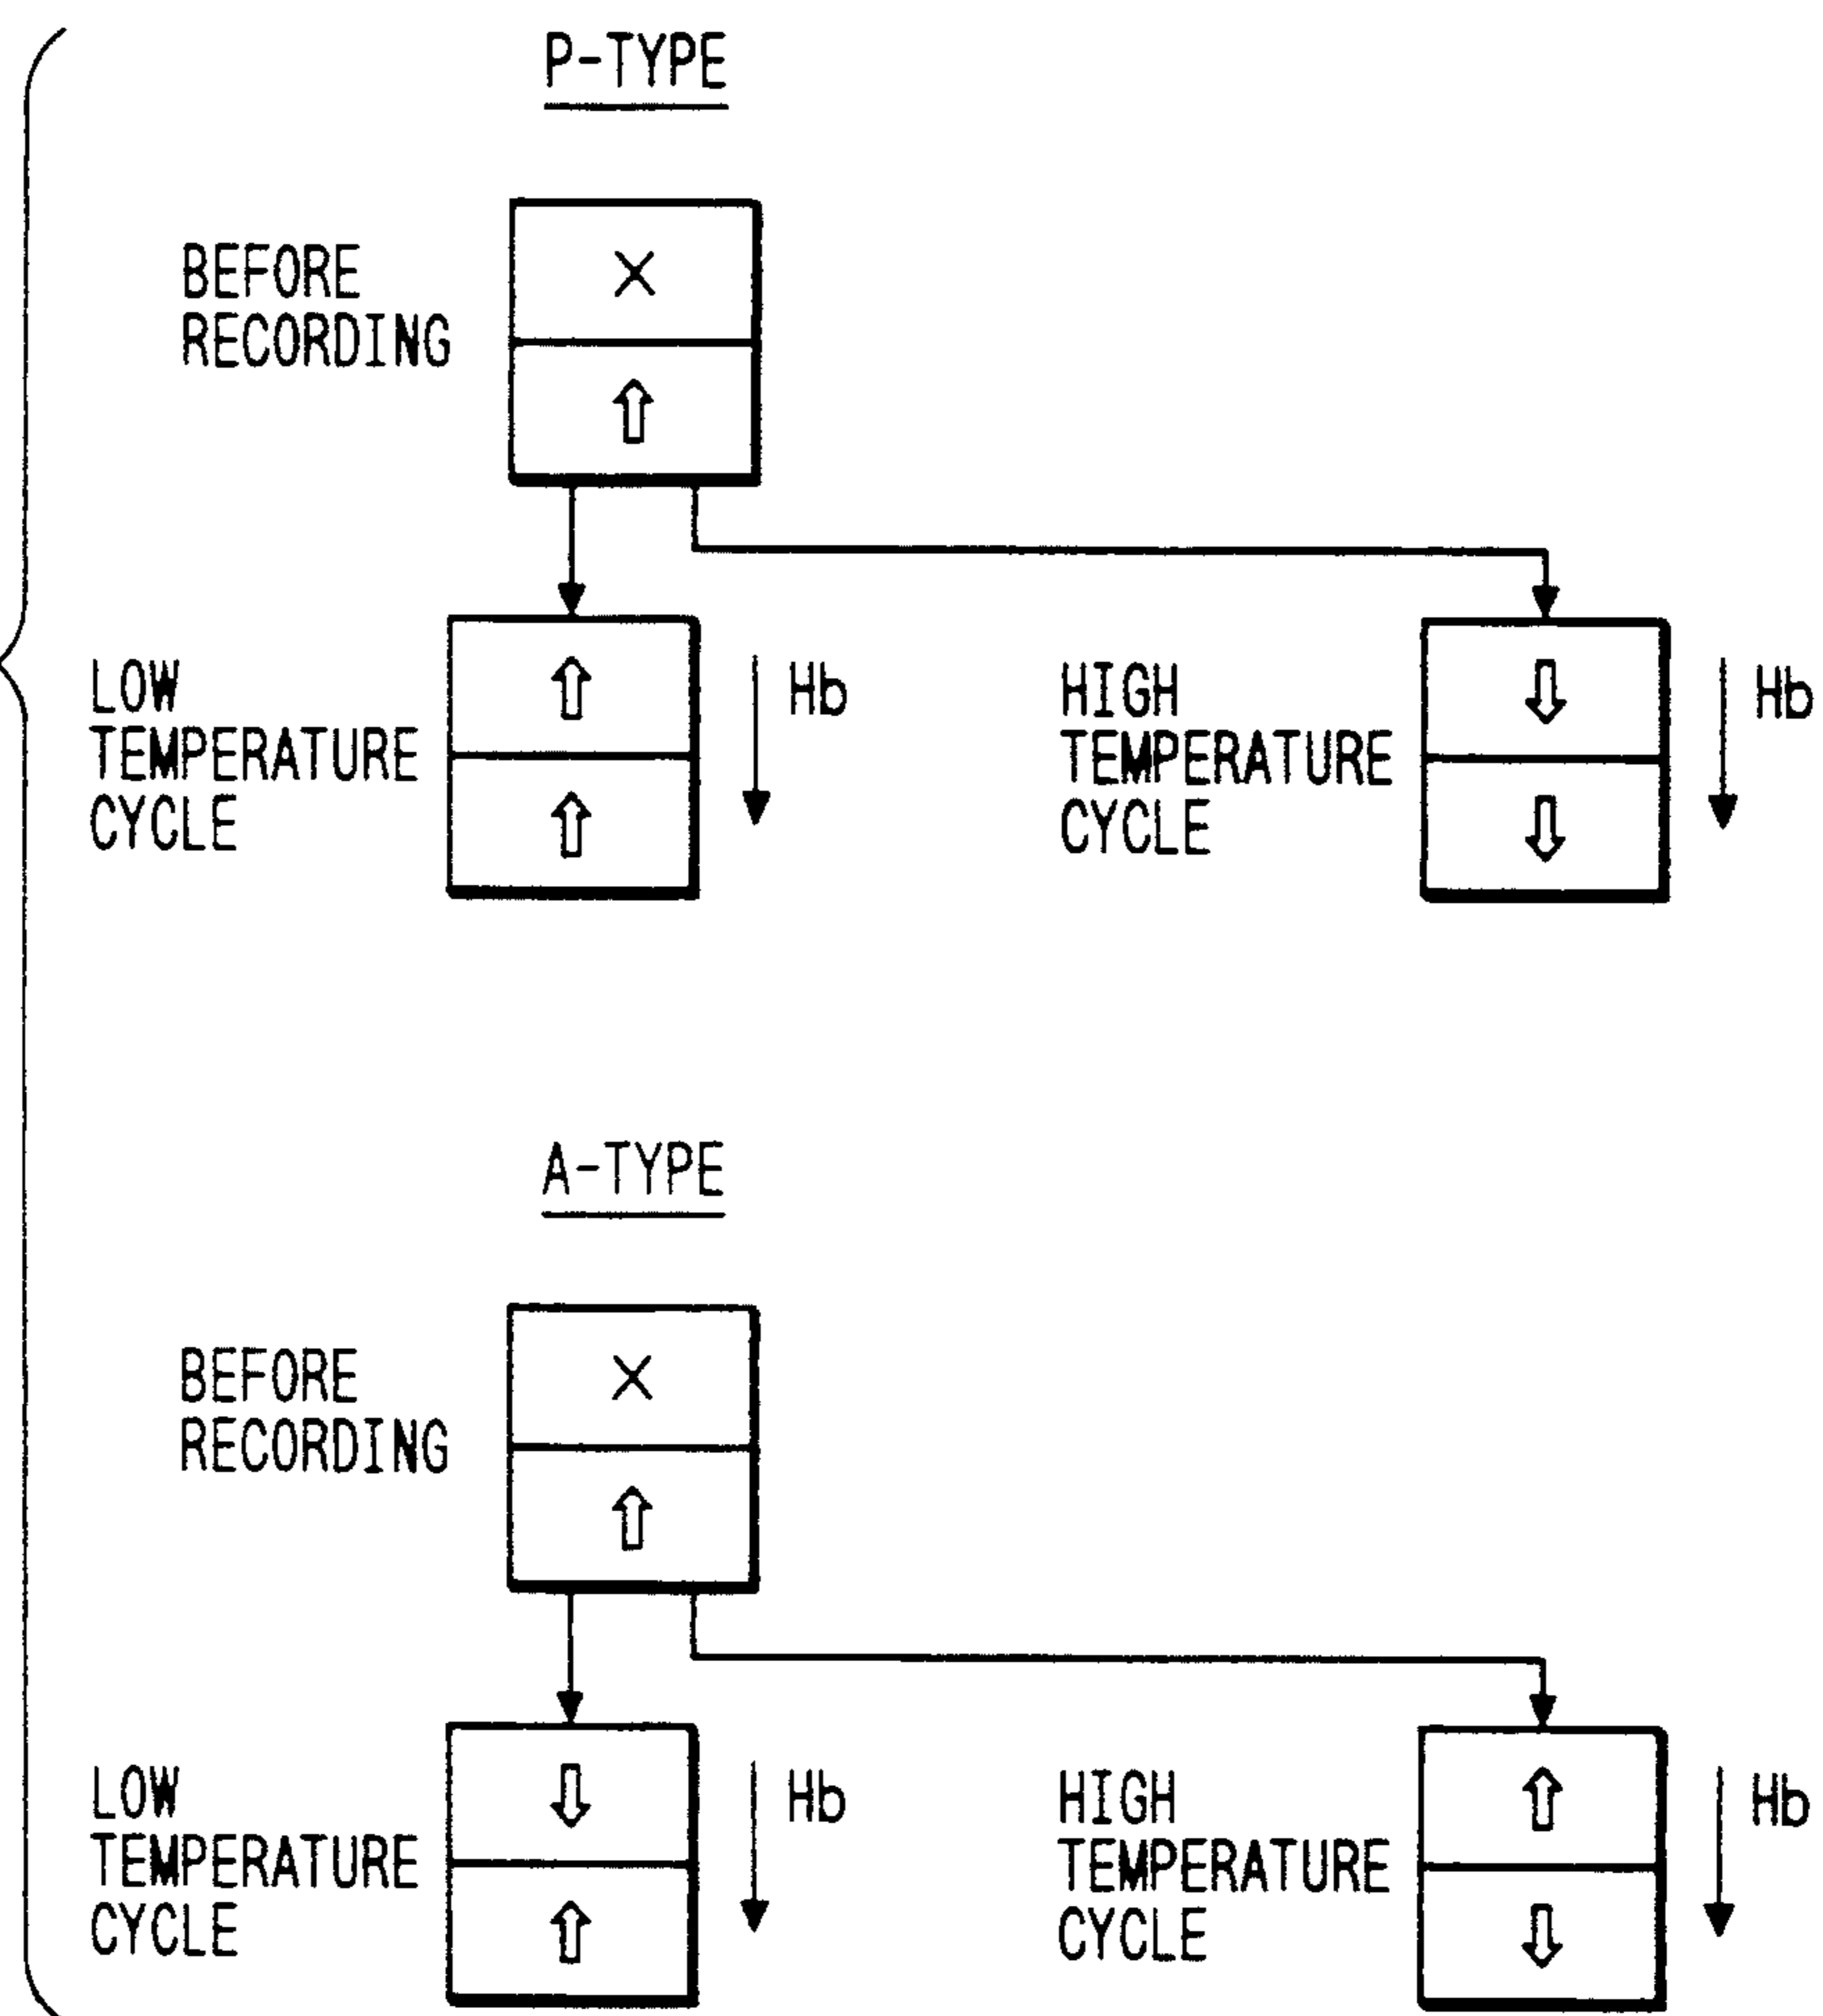 P-TYPE
BEFORE
RECORDING
LOW
TEMPERATURE
CYCLE
Hb
HIGH
TEMPERATURE
CYCLE
Hb
A-TYPE
BEFORE
RECORDING
LOW
TEMPERATURE
CYCLE
Hb
HIGH
TEMPERATURE
CYCLE
Hb